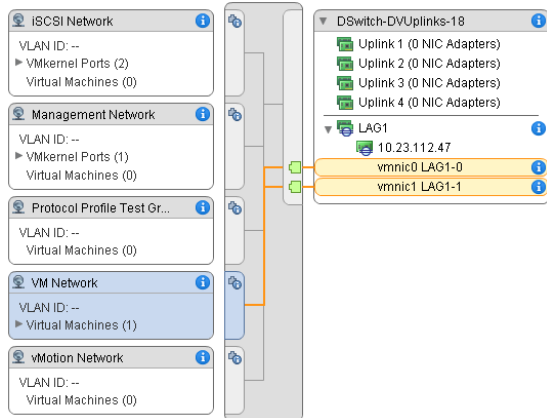 iSCSI Network
VLAN ID: --
VMkernel Ports (2)
Virtual Machines (0)
Management Network
VLAN ID: --
VMkernel Ports (1)
Virtual Machines (0)
Protocol Profile Test Gr...
Virtual Machines (0)
VM Network
VLAN ID: --
Virtual Machines (1)
vMotion Network
VLAN ID: --
Virtual Machines (0)
DSwitch-DVUplinks-18
Uplink 1 (0 NIC Adapters)
Uplink 2 (0 NIC Adapters)
Uplink 3 (0 NIC Adapters)
Uplink 4 (0 NIC Adapters)
LAG1
10.23.112.47
vmnic0 LAG1-0
vmnic1 LAG1-1